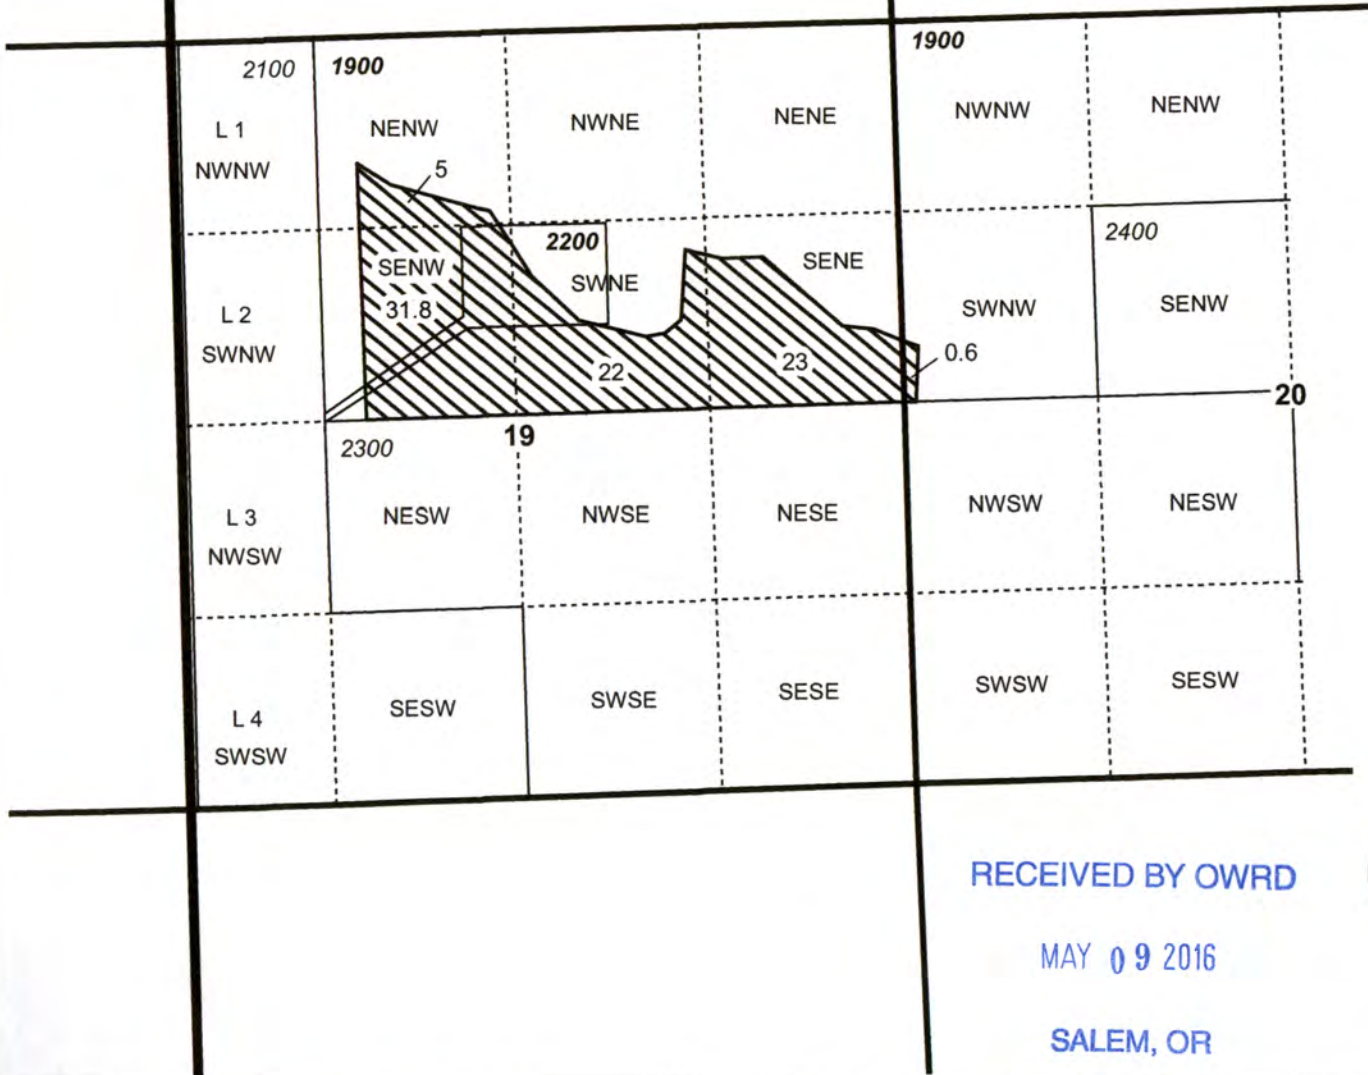 2100 1900 1900
L 1 NENW NWNE NENE NWNW NENW
NWNW
5
2200 2400
SENW SWNE SENE
31.8 SWNW SENW
L 2
SWNW
22 23 0.6
20
19
2300
L 3 NESW NWSE NESE NWSW NESW
NWSW
L 4 SESW SWSE SESE SWSW SESW
SWSW
RECEIVED BY OWRD
MAY 09 2016
SALEM, OR